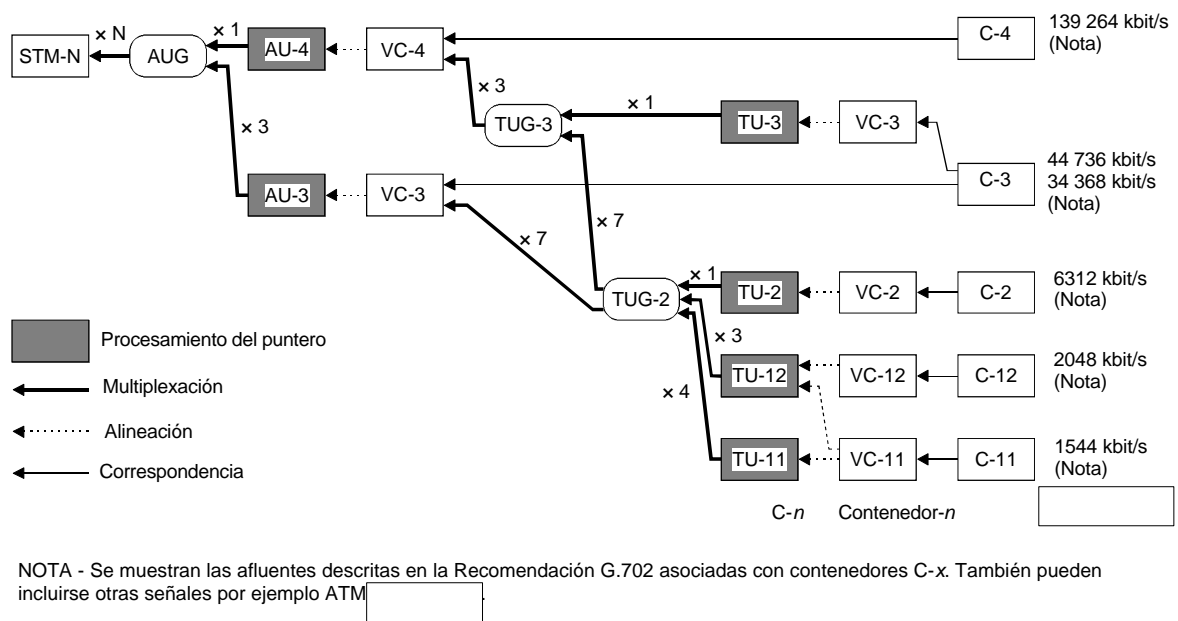 × N
× 1
× 3
× 3
× 1
× 7
× 7
× 1
× 3
× 4
STM-N
AUG
AU-4
VC-4
C-4
139 264 kbit/s
(Nota)
TUG-3
TU-3
VC-3
AU-3
VC-3
C-3
44 736 kbit/s
34 368 kbit/s
(Nota)
TUG-2
TU-2
VC-2
C-2
6312 kbit/s
(Nota)
TU-12
VC-12
C-12
2048 kbit/s
(Nota)
TU-11
VC-11
C-11
1544 kbit/s
(Nota)
Procesamiento del puntero
Multiplexación
Alineación
Correspondencia
C-n Contenedor-n
NOTA - Se muestran las afluentes descritas en la Recomendación G.702 asociadas con contenedores C-x. También pueden
incluirse otras señales por ejemplo ATM